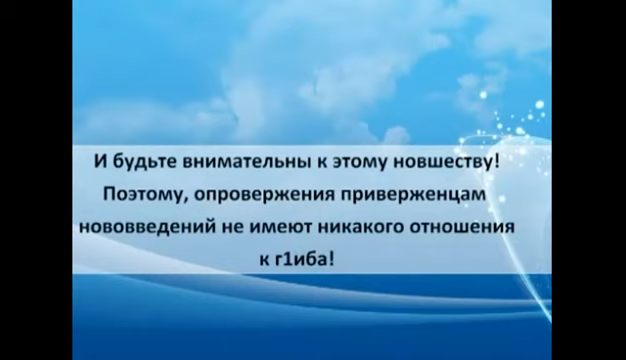 И будьте внимательны к этому новшеству!
Поэтому, опровержения приверженцам
нововведений не имеют никакого отношения
к г1иба!